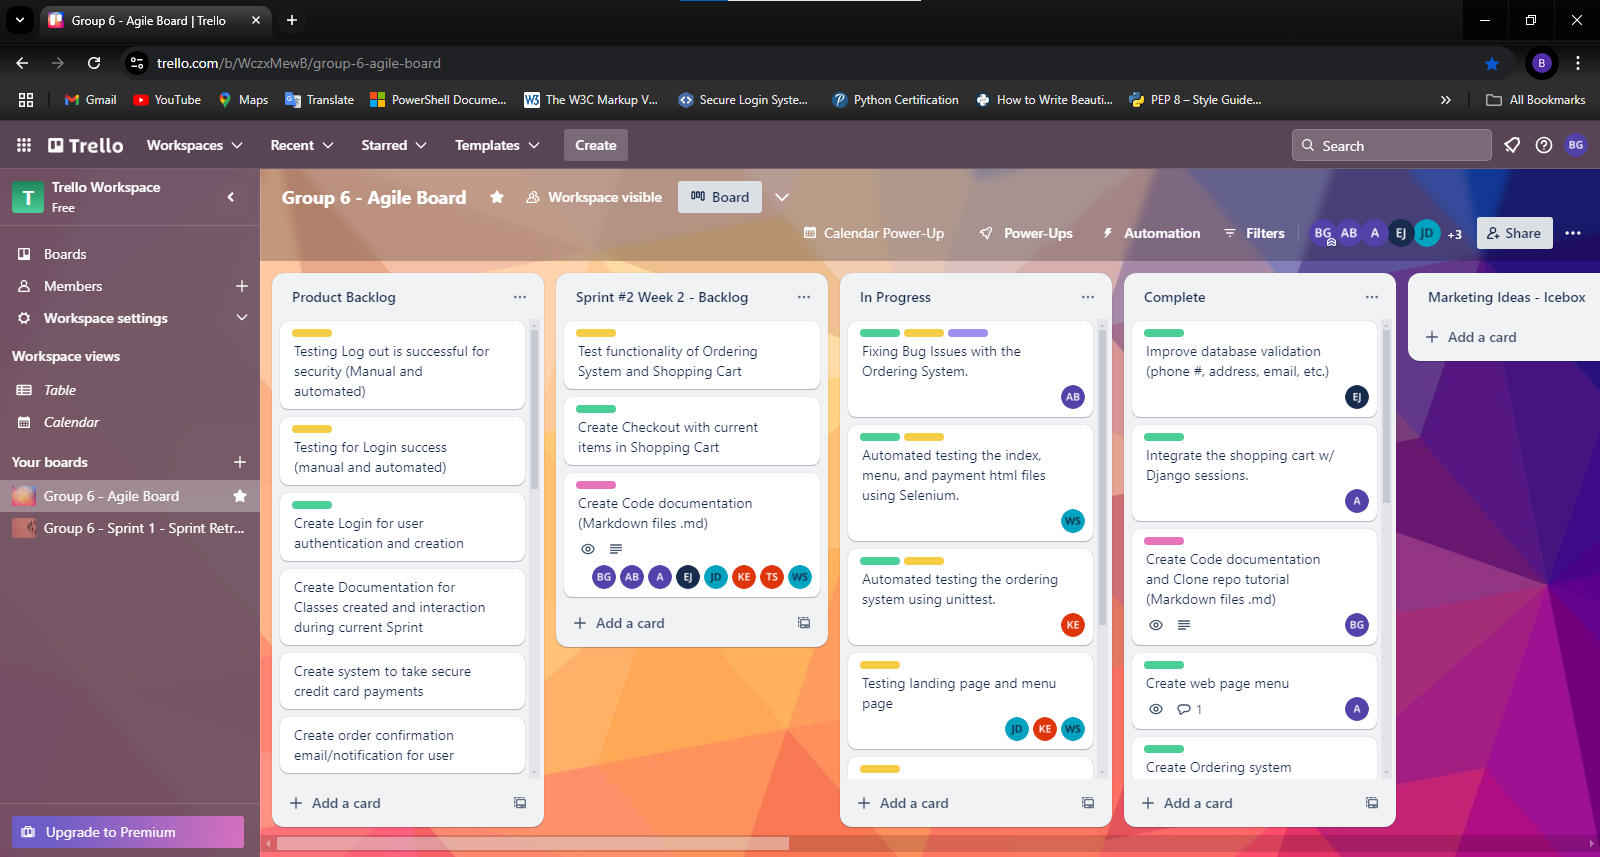 Group 6 - Agile Board | Trello
trello.com/b/WczxMewB/group-6-agile-board
B
Gmail
YouTube
Maps
Translate
PowerShell Docume...
The W3C Markup V...
Secure Login Syste...
Python Certification
How to Write Beauti...
PEP 8 – Style Guide...
All Bookmarks
Trello
Workspaces
Recent
Starred
Templates
Create
Search
BG
T
Trello Workspace
Free
Boards
Members
Workspace settings
Workspace views
Table
Calendar
Your boards
Group 6 - Agile Board
Group 6 - Sprint 1 - Sprint Retr...
Upgrade to Premium
Group 6 - Agile Board
Workspace visible
Board
Calendar Power-Up
Power-Ups
Automation
Filters
BG
AB
A
EJ
JD
+3
Share
Product Backlog
Testing Log out is successful for
security (Manual and
automated)
Testing for Login success
(manual and automated)
Create Login for user
authentication and creation
Create Documentation for
Classes created and interaction
during current Sprint
Create system to take secure
credit card payments
Create order confirmation
email/notification for user
Add a card
Sprint #2 Week 2 - Backlog
Test functionality of Ordering
System and Shopping Cart
Create Checkout with current
items in Shopping Cart
Create Code documentation
(Markdown files .md)
BG
AB
A
EJ
JD
KE
TS
WS
Add a card
In Progress
Fixing Bug Issues with the
Ordering System.
AB
Automated testing the index,
menu, and payment html files
using Selenium.
WS
Automated testing the ordering
system using unittest.
KE
Testing landing page and menu
page
JD
KE
WS
Add a card
Complete
Improve database validation
(phone #, address, email, etc.)
EJ
Integrate the shopping cart w/
Django sessions.
A
Create Code documentation
and Clone repo tutorial
(Markdown files .md)
BG
Create web page menu
1
A
Create Ordering system
Add a card
Marketing Ideas - Icebox
Add a card